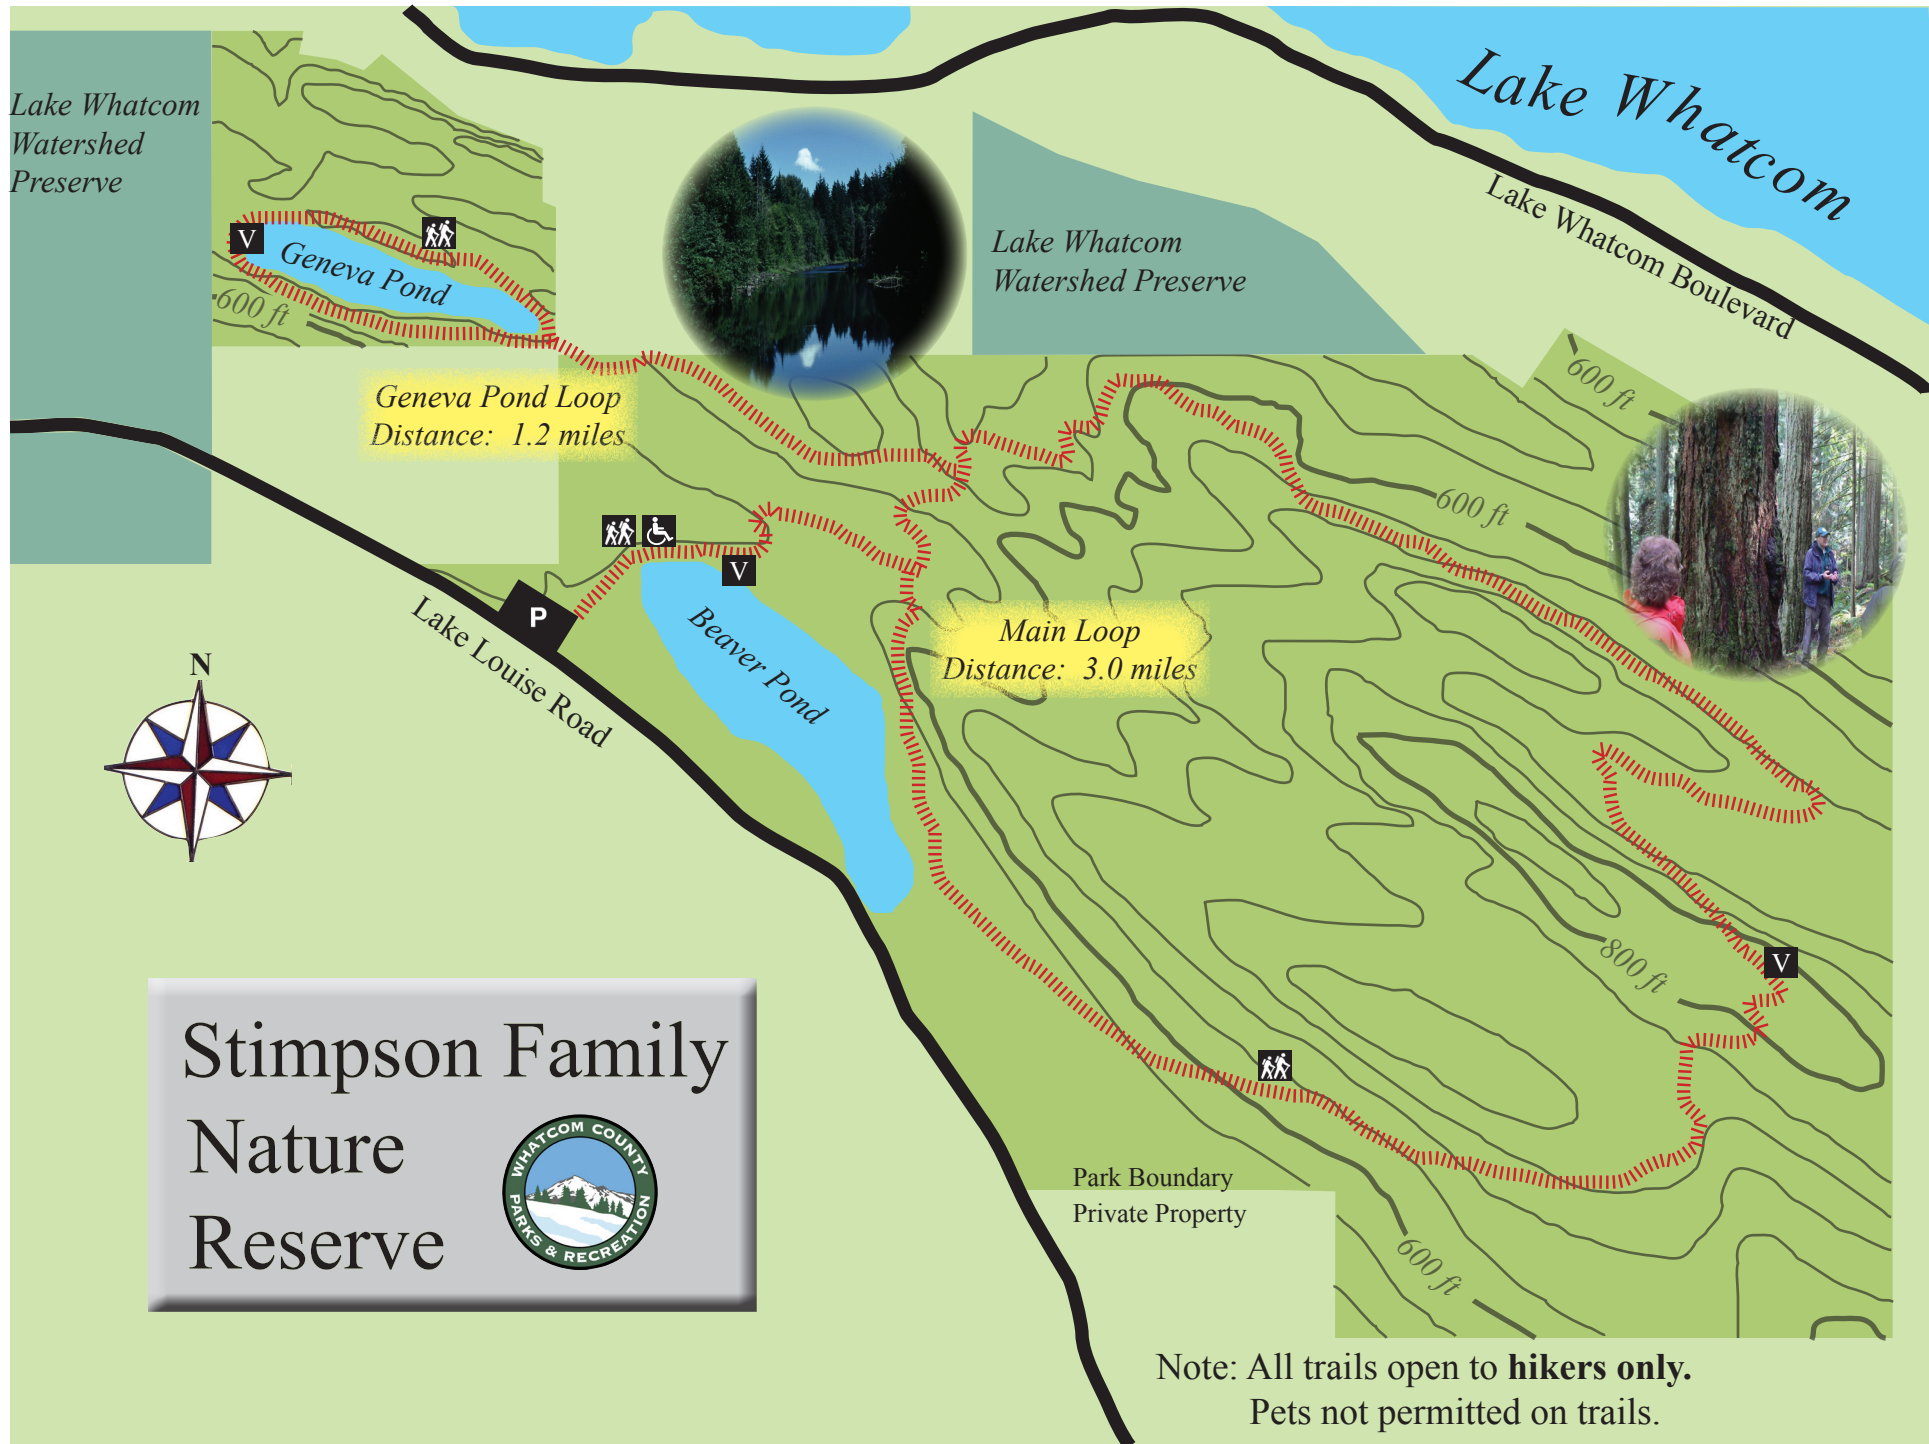 Lake Whatcom
Watershed
Preserve
Lake Whatcom
Lake Whatcom Boulevard
Lake Whatcom
Watershed Preserve
V
Geneva Pond
600 ft
Geneva Pond Loop
Distance: 1.2 miles
600 ft
600 ft
V
P
Lake Louise Road
Beaver Pond
Main Loop
Distance: 3.0 miles
N
800 ft
V
Stimpson Family
Nature
Reserve
WHATCOM COUNTY
PARKS & RECREATION
Park Boundary
Private Property
600 ft
Note: All trails open to hikers only.
Pets not permitted on trails.